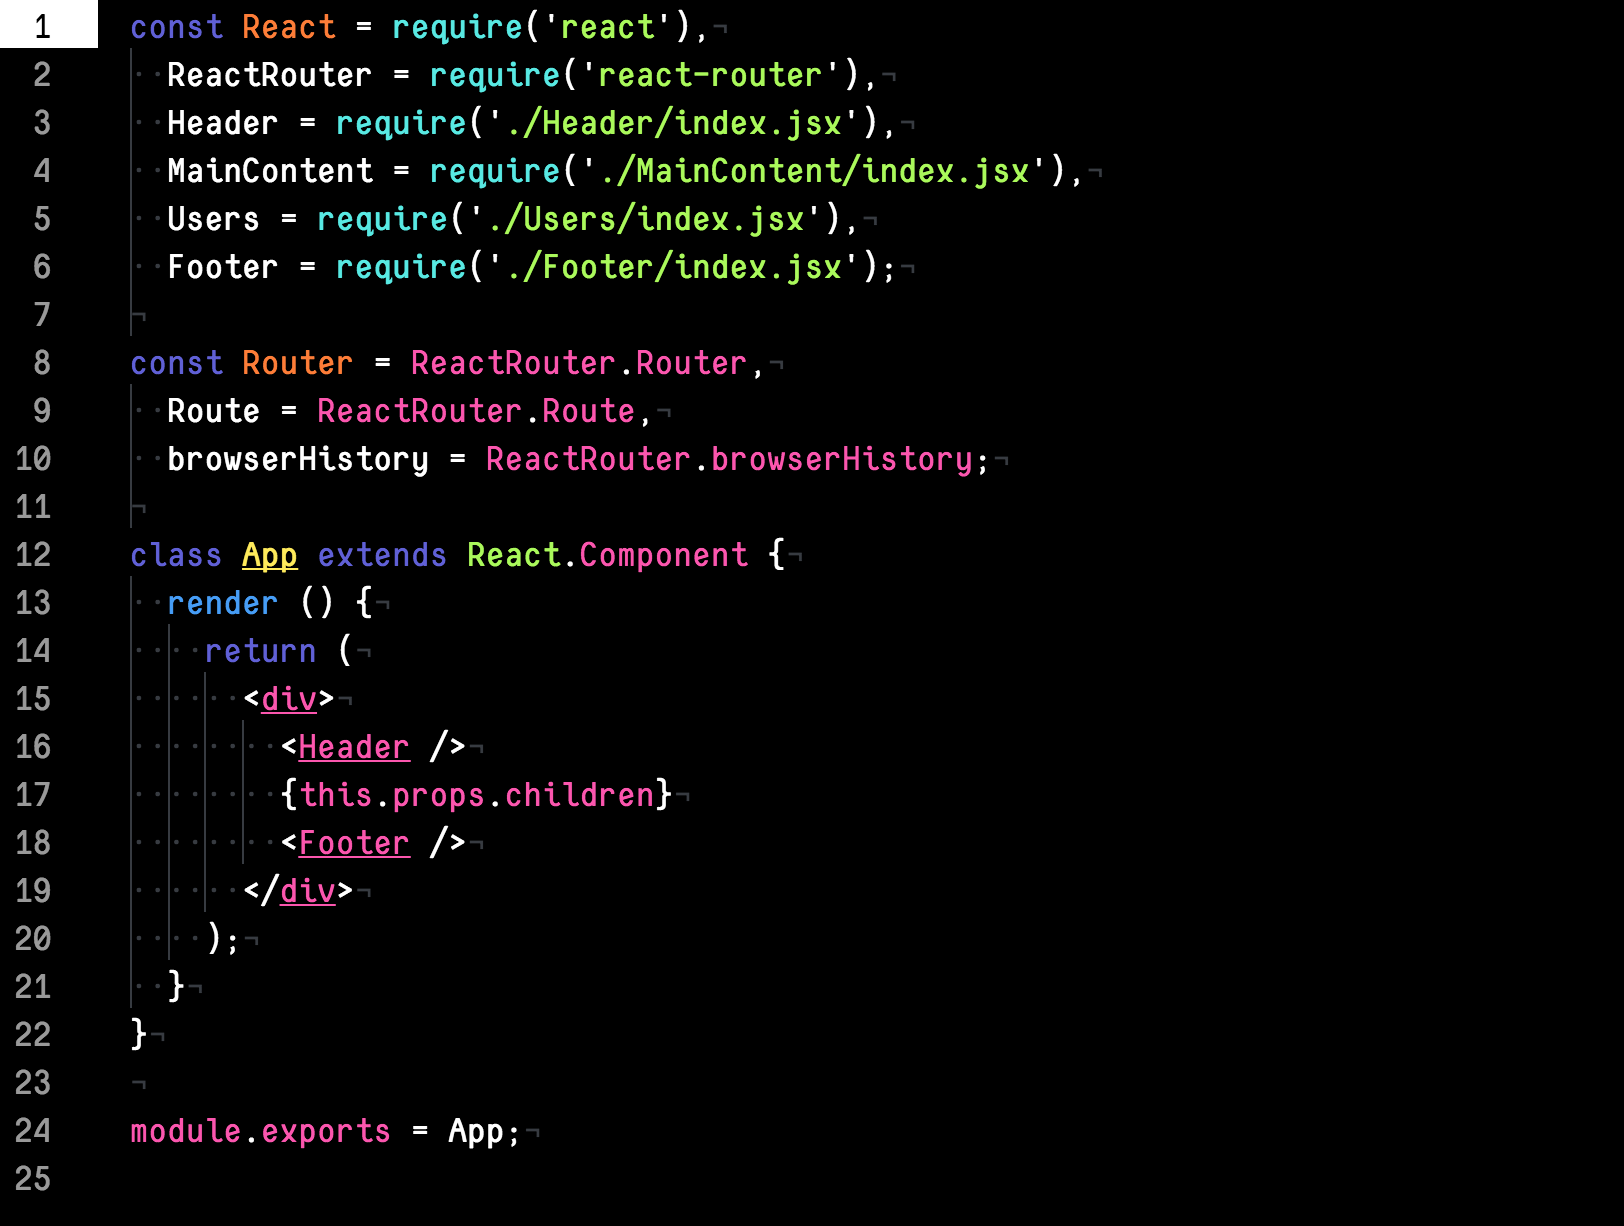 1 const React = require('react'),¬
2 ··ReactRouter = require('react-router'),¬
3 ··Header = require('./Header/index.jsx'),¬
4 ··MainContent = require('./MainContent/index.jsx'),¬
5 ··Users = require('./Users/index.jsx'),¬
6 ··Footer = require('./Footer/index.jsx');¬
7 ¬
8 const Router = ReactRouter.Router,¬
9 ··Route = ReactRouter.Route,¬
10 ··browserHistory = ReactRouter.browserHistory;¬
11 ¬
12 class App extends React.Component {¬
13 ··render () {¬
14 ····return (¬
15 ······<div>¬
16 ········<Header />¬
17 ········{this.props.children}¬
18 ········<Footer />¬
19 ······</div>¬
20 ····);¬
21 ··}¬
22 }¬
23 ¬
24 module.exports = App;¬
25